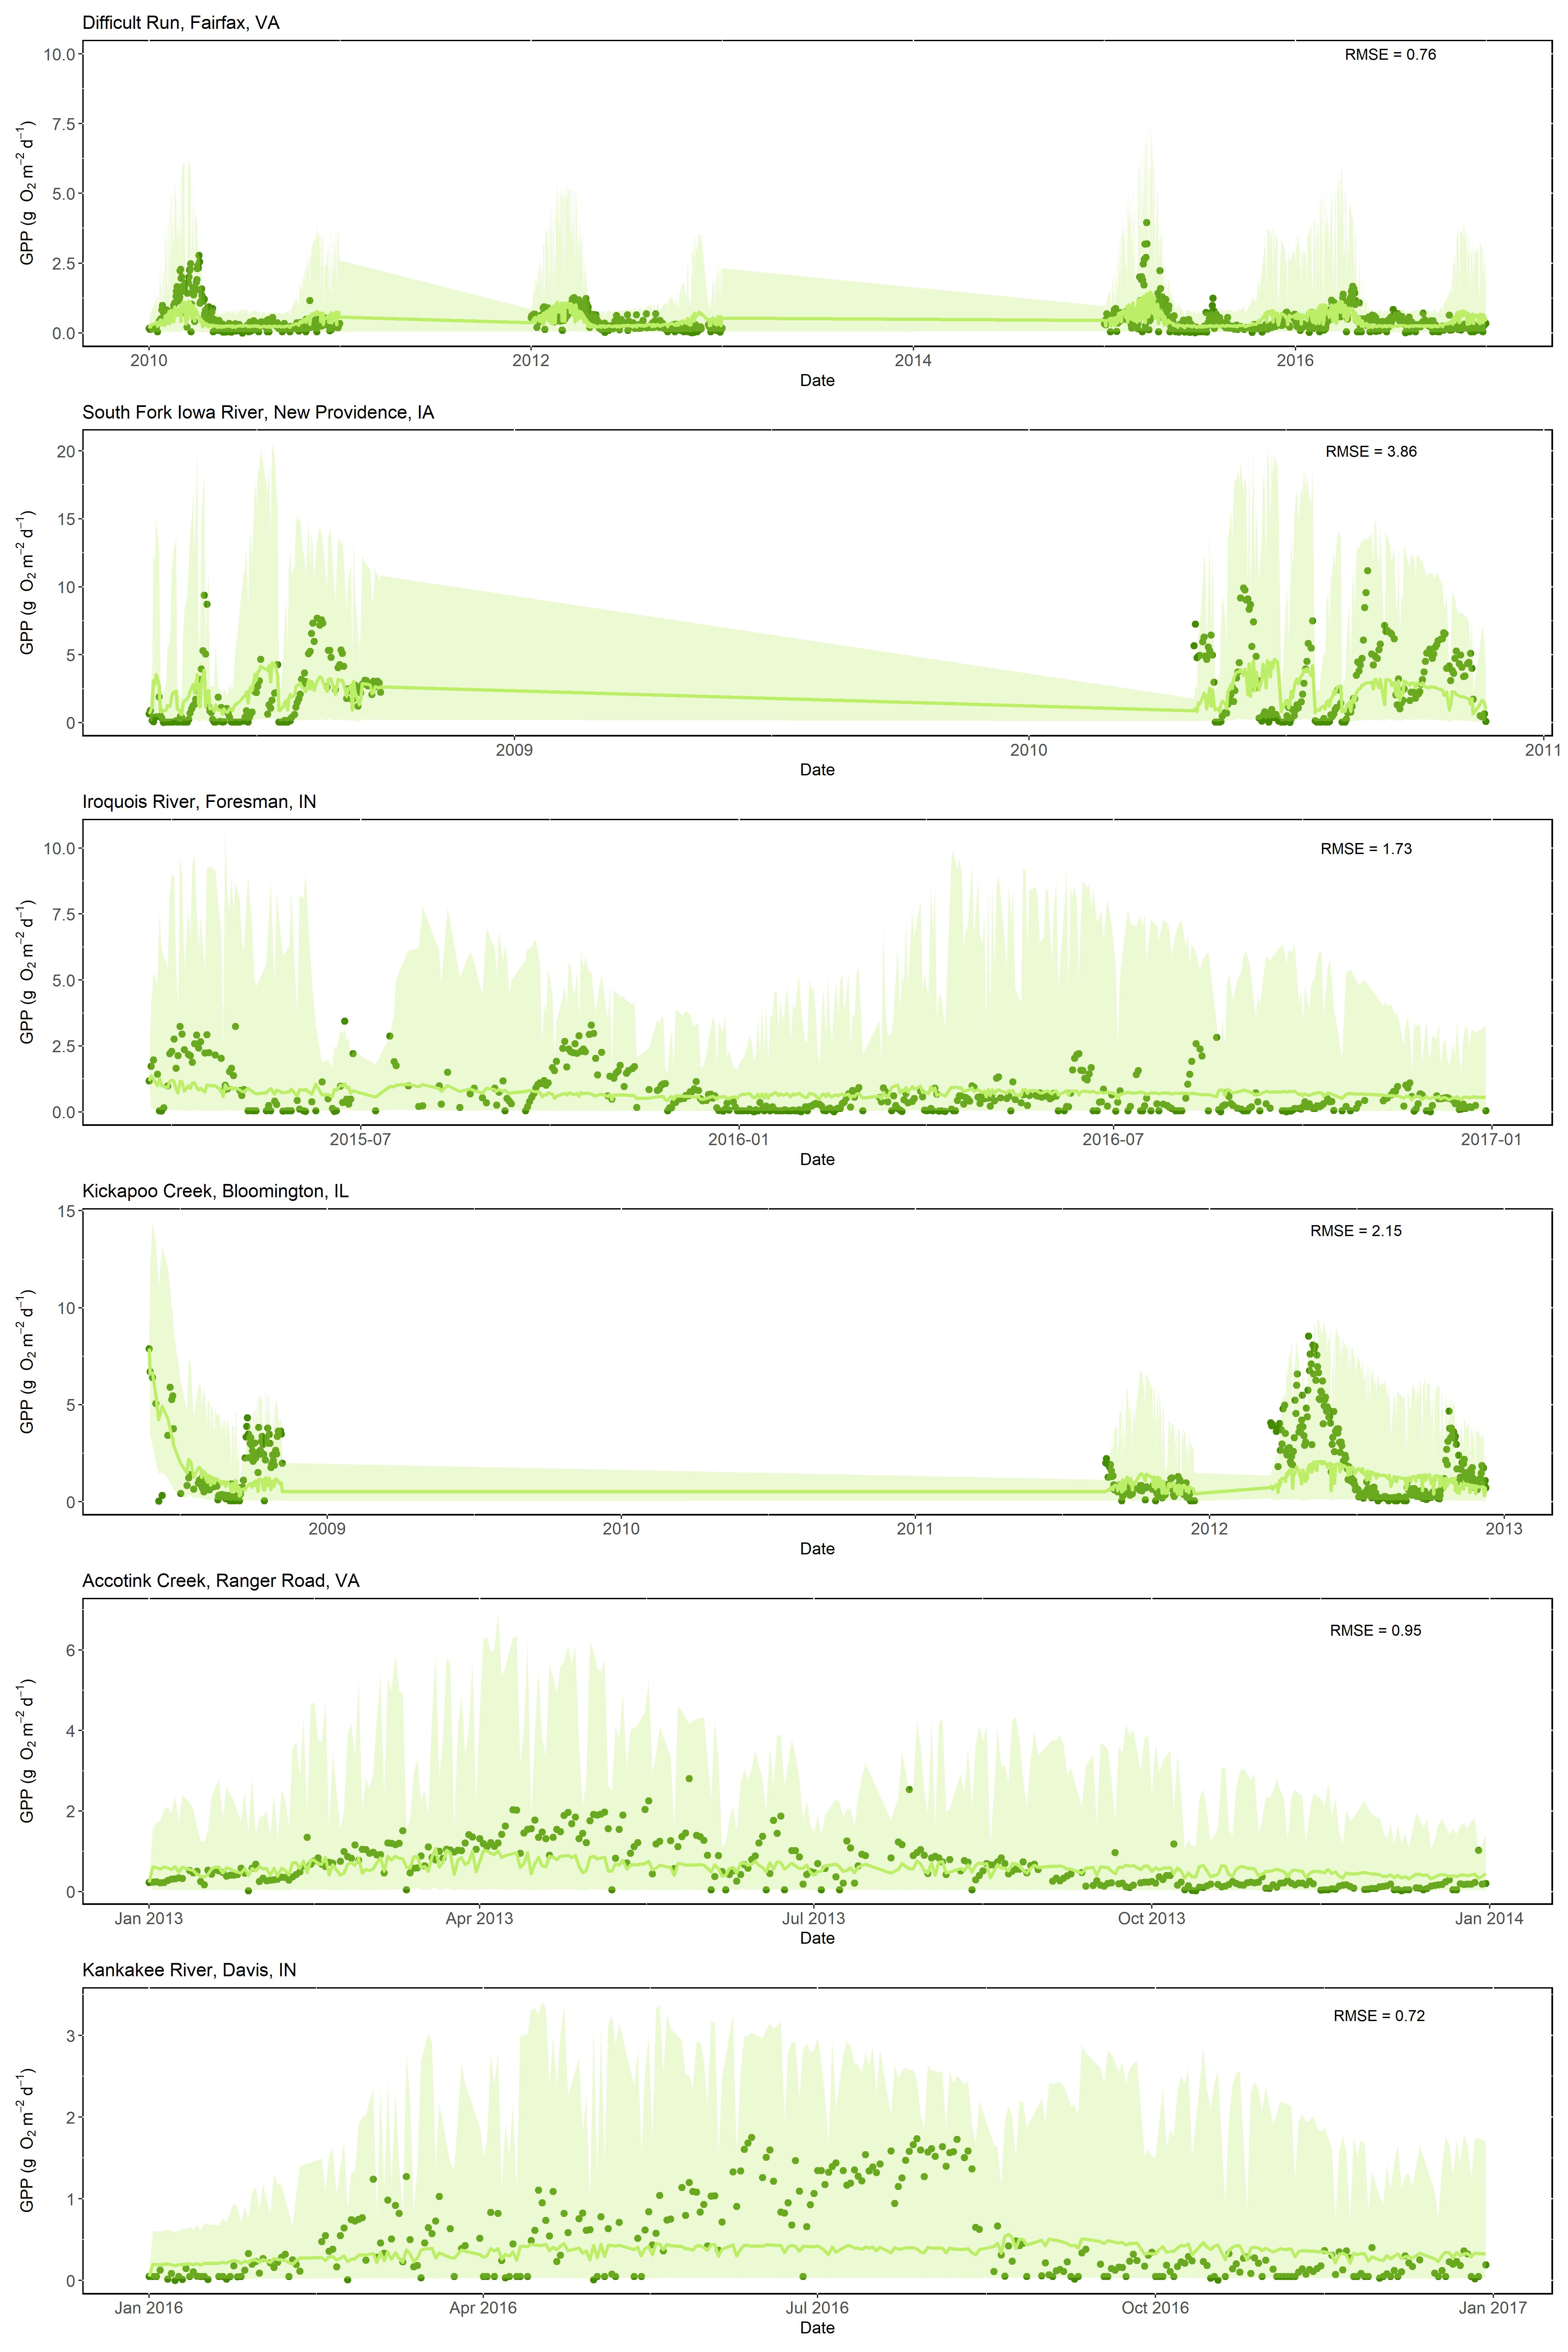 Difficult Run, Fairfax, VA
10.0
RMSE = 0.76
7.5
5.0
2.5
0.0
GPP (g O₂ m⁻² d⁻¹)
2010 2012 2014 2016
Date
South Fork Iowa River, New Providence, IA
20
RMSE = 3.86
15
10
5
0
GPP (g O₂ m⁻² d⁻¹)
2009 2010 2011
Date
Iroquois River, Foresman, IN
10.0
RMSE = 1.73
7.5
5.0
2.5
0.0
GPP (g O₂ m⁻² d⁻¹)
2015-07 2016-01 2016-07 2017-01
Date
Kickapoo Creek, Bloomington, IL
15
RMSE = 2.15
10
5
0
GPP (g O₂ m⁻² d⁻¹)
2009 2010 2011 2012 2013
Date
Accotink Creek, Ranger Road, VA
RMSE = 0.95
6
4
2
0
GPP (g O₂ m⁻² d⁻¹)
Jan 2013 Apr 2013 Jul 2013 Oct 2013 Jan 2014
Date
Kankakee River, Davis, IN
RMSE = 0.72
3
2
1
0
GPP (g O₂ m⁻² d⁻¹)
Jan 2016 Apr 2016 Jul 2016 Oct 2016 Jan 2017
Date